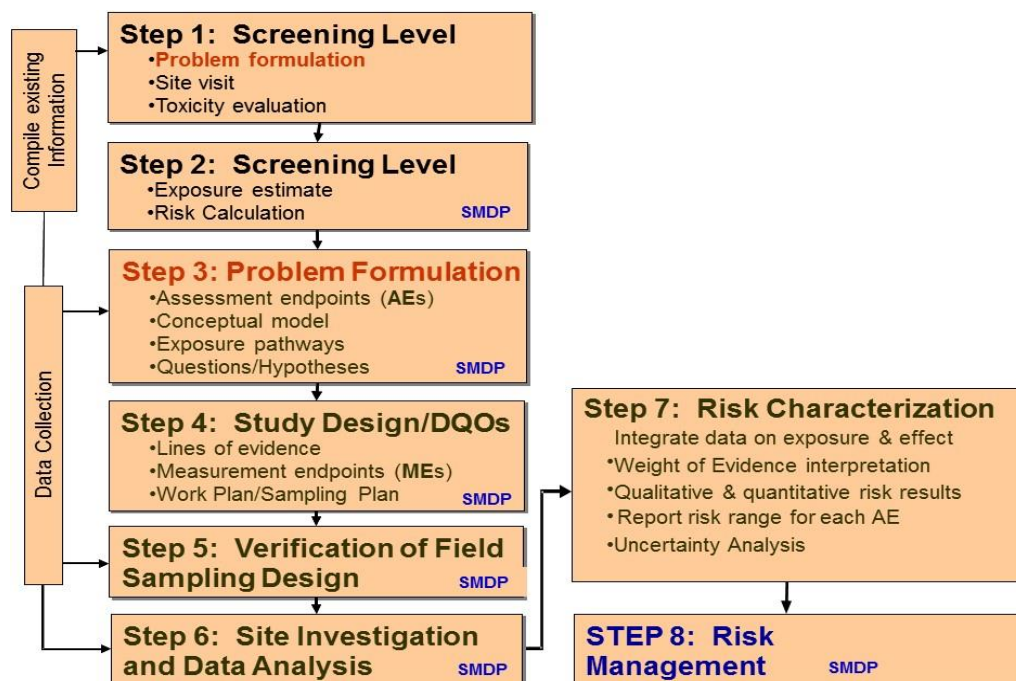 Compile existing
Information
Data Collection
Step 1: Screening Level
•Problem formulation
•Site visit
•Toxicity evaluation
Step 2: Screening Level
•Exposure estimate
•Risk Calculation
SMDP
Step 3: Problem Formulation
•Assessment endpoints (AEs)
•Conceptual model
•Exposure pathways
•Questions/Hypotheses
SMDP
Step 4: Study Design/DQOs
•Lines of evidence
•Measurement endpoints (MEs)
•Work Plan/Sampling Plan
SMDP
Step 5: Verification of Field
Sampling Design
SMDP
Step 6: Site Investigation
and Data Analysis
SMDP
Step 7: Risk Characterization
Integrate data on exposure & effect
•Weight of Evidence interpretation
•Qualitative & quantitative risk results
•Report risk range for each AE
•Uncertainty Analysis
STEP 8: Risk
Management
SMDP